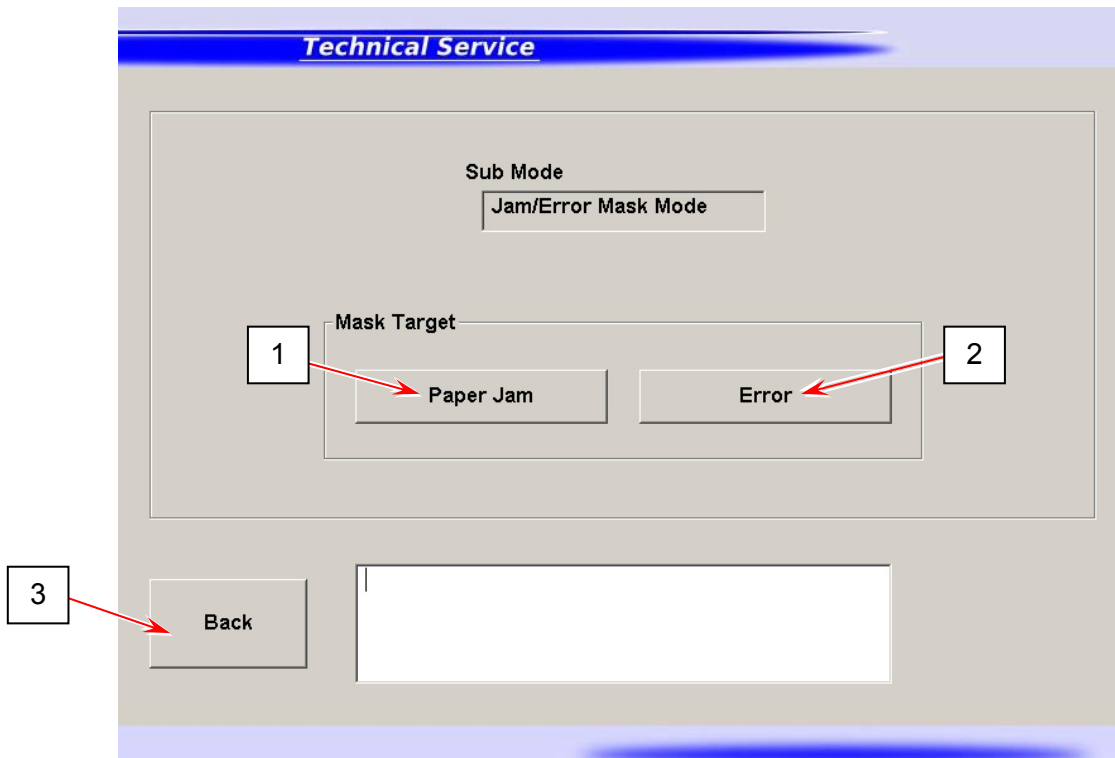 Technical Service
Sub Mode
Jam/Error Mask Mode
Mask Target
1
2
Paper Jam
Error
3
Back